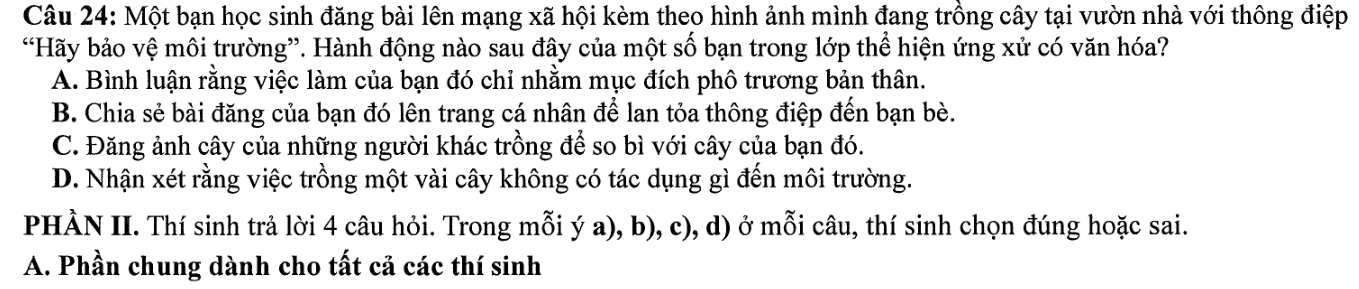 Câu 24: Một bạn học sinh đăng bài lên mạng xã hội kèm theo hình ảnh mình đang trồng cây tại vườn nhà với thông điệp
“Hãy bảo vệ môi trường”. Hành động nào sau đây của một số bạn trong lớp thể hiện ứng xử có văn hóa?
A. Bình luận rằng việc làm của bạn đó chỉ nhằm mục đích phô trương bản thân.
B. Chia sẻ bài đăng của bạn đó lên trang cá nhân để lan tỏa thông điệp đến bạn bè.
C. Đăng ảnh cây của những người khác trồng để so bì với cây của bạn đó.
D. Nhận xét rằng việc trồng một vài cây không có tác dụng gì đến môi trường.
PHẦN II. Thí sinh trả lời 4 câu hỏi. Trong mỗi ý a), b), c), d) ở mỗi câu, thí sinh chọn đúng hoặc sai.
A. Phần chung dành cho tất cả các thí sinh